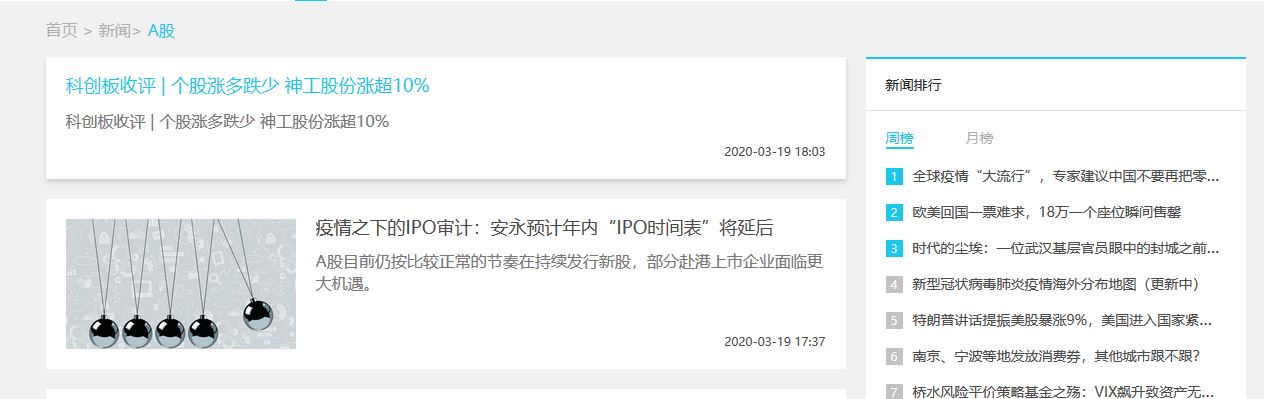 首页 > 新闻> A股
科创板收评 | 个股涨多跌少 神工股份涨超10%
科创板收评 | 个股涨多跌少 神工股份涨超10%
2020-03-19 18:03
疫情之下的IPO审计：安永预计年内“IPO时间表”将延后
A股目前仍按比较正常的节奏在持续发行新股，部分赴港上市企业面临更
大机遇。
2020-03-19 17:37
新闻排行
周榜 月榜
1 全球疫情“大流行”，专家建议中国不要再把零...
2 欧美回国一票难求，18万一个座位瞬间售罄
3 时代的尘埃：一位武汉基层官员眼中的封城之前...
4 新型冠状病毒肺炎疫情海外分布地图（更新中）
5 特朗普讲话提振美股暴涨9%，美国进入国家紧...
6 南京、宁波等地发放消费券，其他城市跟不跟？
7 桥水风险平价策略基金之殇：VIX飙升致资产无...